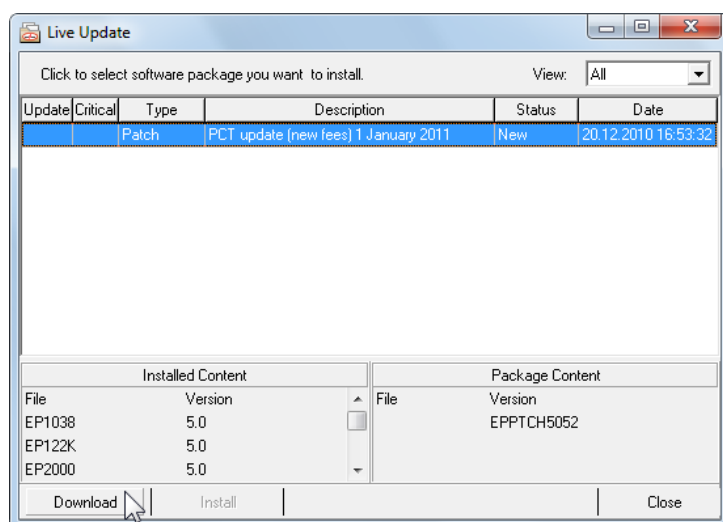 Live Update
Click to select software package you want to install. View: All
Update Critical Type Description Status Date
Patch PCT update (new fees) 1 January 2011 New 20.12.2010 16:53:32
Installed Content Package Content
File Version File Version
EP1038 5.0 EPPTCH5052
EP122K 5.0
EP2000 5.0
Download Install Close